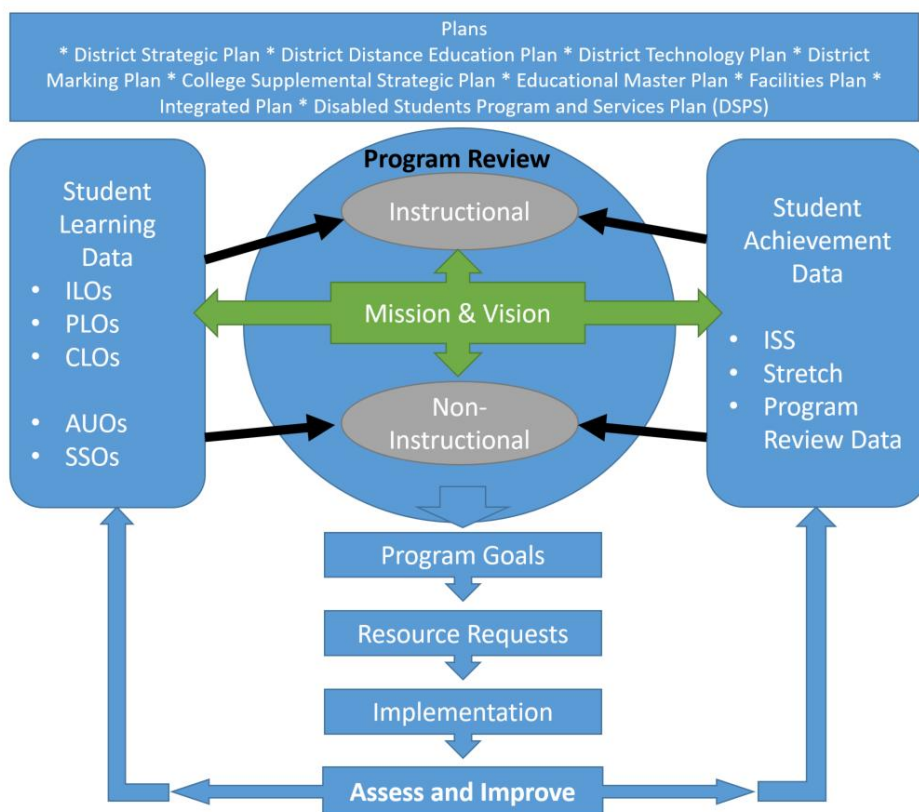 Plans
* District Strategic Plan * District Distance Education Plan * District Technology Plan * District
Marking Plan * College Supplemental Strategic Plan * Educational Master Plan * Facilities Plan *
Integrated Plan * Disabled Students Program and Services Plan (DSPS)
Student
Learning
Data
• ILOs
• PLOs
• CLOs
• AUOs
• SSOs
Program Review
Instructional
Mission & Vision
Non-
Instructional
Student
Achievement
Data
• ISS
• Stretch
• Program
Review Data
Program Goals
Resource Requests
Implementation
Assess and Improve